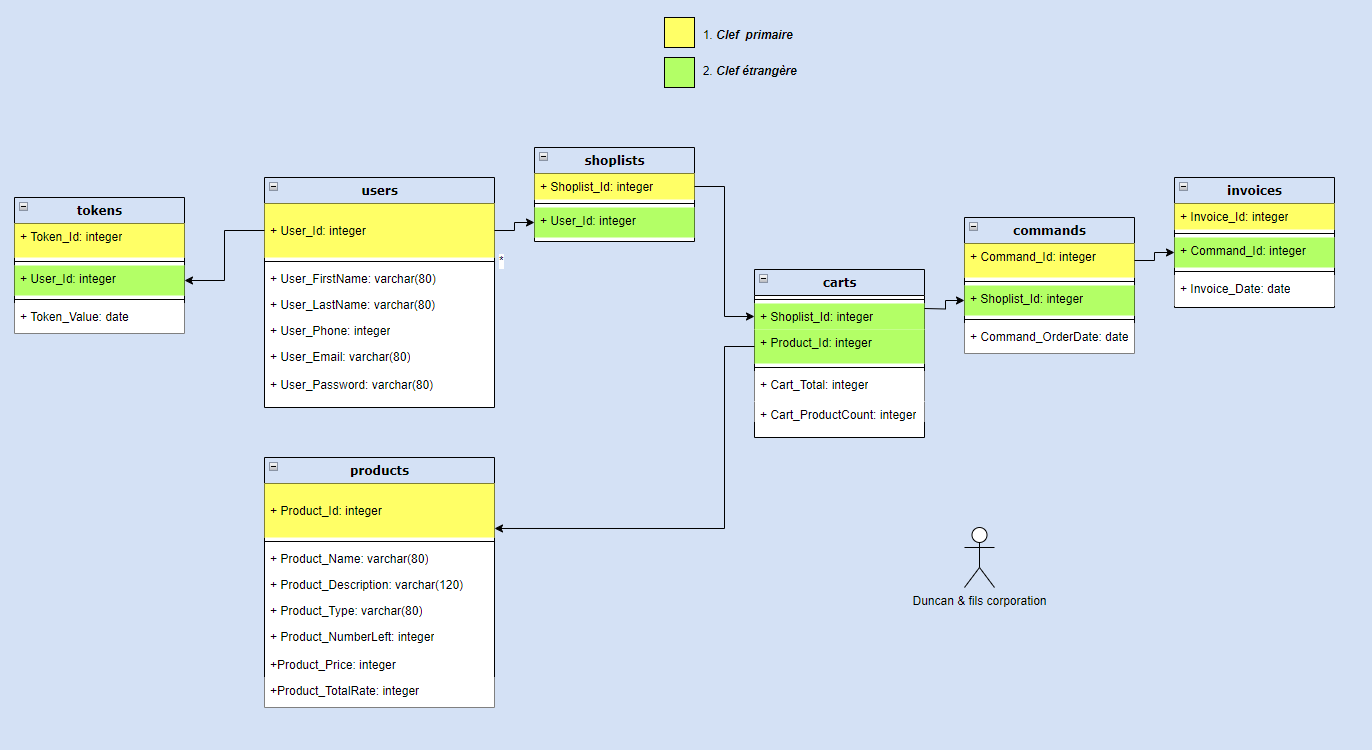 1. Clef primaire
2. Clef étrangère
tokens
+ Token_Id: integer
+ User_Id: integer
+ Token_Value: date
users
+ User_Id: integer
*
+ User_FirstName: varchar(80)
+ User_LastName: varchar(80)
+ User_Phone: integer
+ User_Email: varchar(80)
+ User_Password: varchar(80)
shoplists
+ Shoplist_Id: integer
+ User_Id: integer
carts
+ Shoplist_Id: integer
+ Product_Id: integer
+ Cart_Total: integer
+ Cart_ProductCount: integer
commands
+ Command_Id: integer
+ Shoplist_Id: integer
+ Command_OrderDate: date
invoices
+ Invoice_Id: integer
+ Command_Id: integer
+ Invoice_Date: date
products
+ Product_Id: integer
+ Product_Name: varchar(80)
+ Product_Description: varchar(120)
+ Product_Type: varchar(80)
+ Product_NumberLeft: integer
+Product_Price: integer
+Product_TotalRate: integer
Duncan & fils corporation